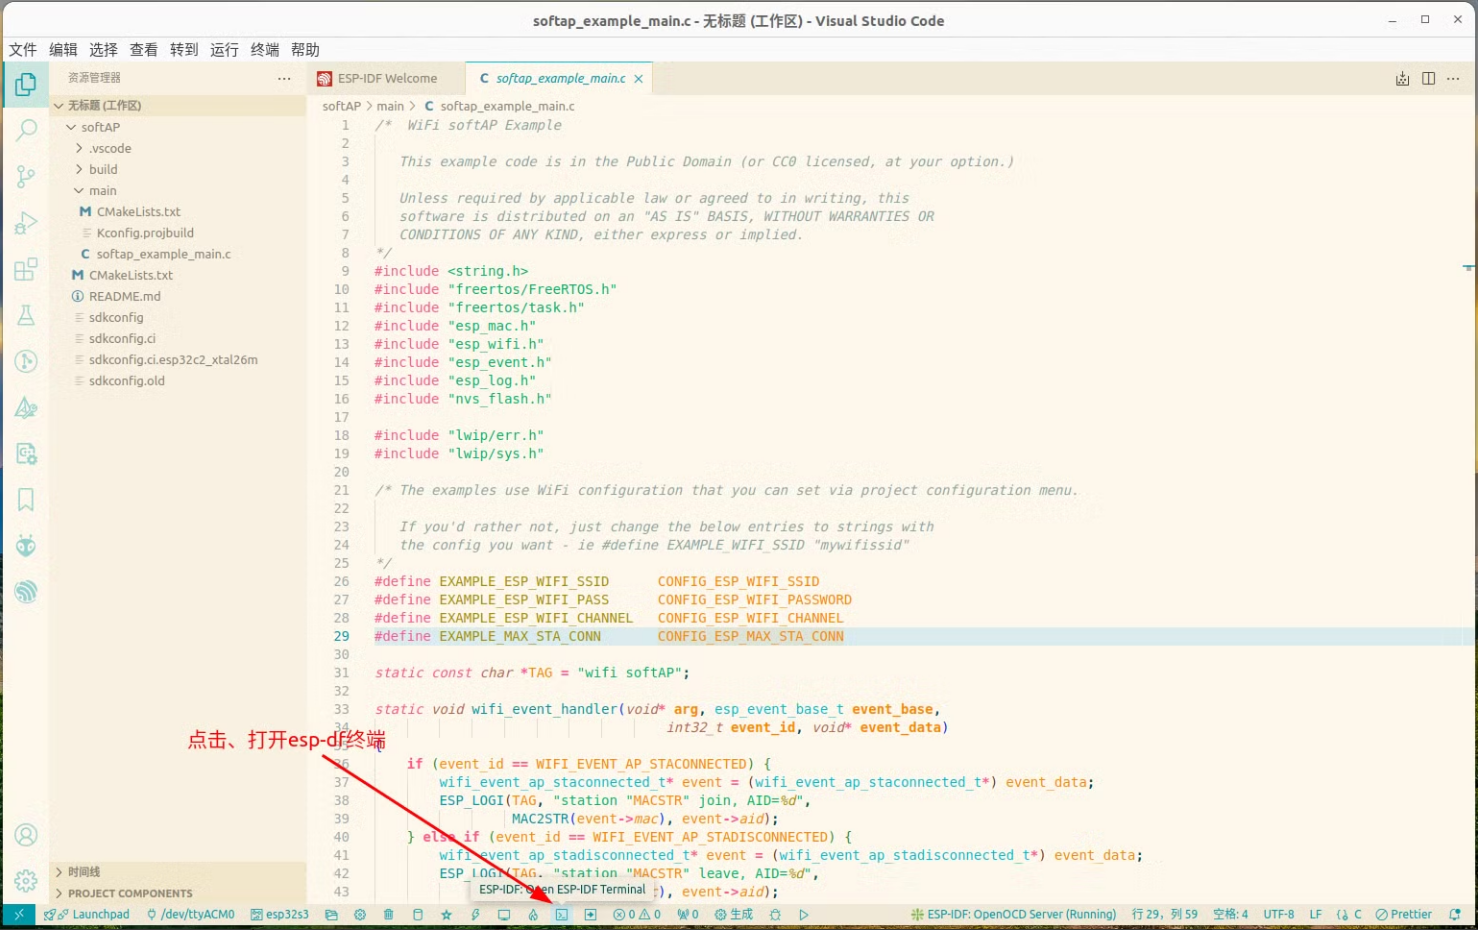 softap_example_main.c - 无标题 (工作区) - Visual Studio Code
文件 编辑 选择 查看 转到 运行 终端 帮助
资源管理器
ESP-IDF Welcome
C softap_example_main.c
无标题 (工作区)
softAP
.vscode
build
main
M CMakeLists.txt
Kconfig.projbuild
C softap_example_main.c
M CMakeLists.txt
README.md
sdkconfig
sdkconfig.ci
sdkconfig.ci.esp32c2_xtal26m
sdkconfig.old
时间线
PROJECT COMPONENTS
softAP > main > C softap_example_main.c
1 /*  WiFi softAP Example
2
3    This example code is in the Public Domain (or CC0 licensed, at your option.)
4
5    Unless required by applicable law or agreed to in writing, this
6    software is distributed on an "AS IS" BASIS, WITHOUT WARRANTIES OR
7    CONDITIONS OF ANY KIND, either express or implied.
8 */
9 #include <string.h>
10 #include "freertos/FreeRTOS.h"
11 #include "freertos/task.h"
12 #include "esp_mac.h"
13 #include "esp_wifi.h"
14 #include "esp_event.h"
15 #include "esp_log.h"
16 #include "nvs_flash.h"
17
18 #include "lwip/err.h"
19 #include "lwip/sys.h"
20
21 /* The examples use WiFi configuration that you can set via project configuration menu.
22
23    If you'd rather not, just change the below entries to strings with
24    the config you want - ie #define EXAMPLE_WIFI_SSID "mywifissid"
25 */
26 #define EXAMPLE_ESP_WIFI_SSID      CONFIG_ESP_WIFI_SSID
27 #define EXAMPLE_ESP_WIFI_PASS      CONFIG_ESP_WIFI_PASSWORD
28 #define EXAMPLE_ESP_WIFI_CHANNEL   CONFIG_ESP_WIFI_CHANNEL
29 #define EXAMPLE_MAX_STA_CONN       CONFIG_ESP_MAX_STA_CONN
30
31 static const char *TAG = "wifi softAP";
32
33 static void wifi_event_handler(void* arg, esp_event_base_t event_base,
34                                     int32_t event_id, void* event_data)
点击、打开esp-df终端
35 {
36     if (event_id == WIFI_EVENT_AP_STACONNECTED) {
37         wifi_event_ap_staconnected_t* event = (wifi_event_ap_staconnected_t*) event_data;
38         ESP_LOGI(TAG, "station "MACSTR" join, AID=%d",
39                  MAC2STR(event->mac), event->aid);
40     } else if (event_id == WIFI_EVENT_AP_STADISCONNECTED) {
41         wifi_event_ap_stadisconnected_t* event = (wifi_event_ap_stadisconnected_t*) event_data;
42         ESP_LOGI(TAG, "station "MACSTR" leave, AID=%d",
43 ), event->aid);
ESP-IDF: Open ESP-IDF Terminal
Launchpad /dev/ttyACM0 esp32s3 0 0 0 生成 ESP-IDF: OpenOCD Server (Running) 行 29，列 59 空格: 4 UTF-8 LF C Prettier